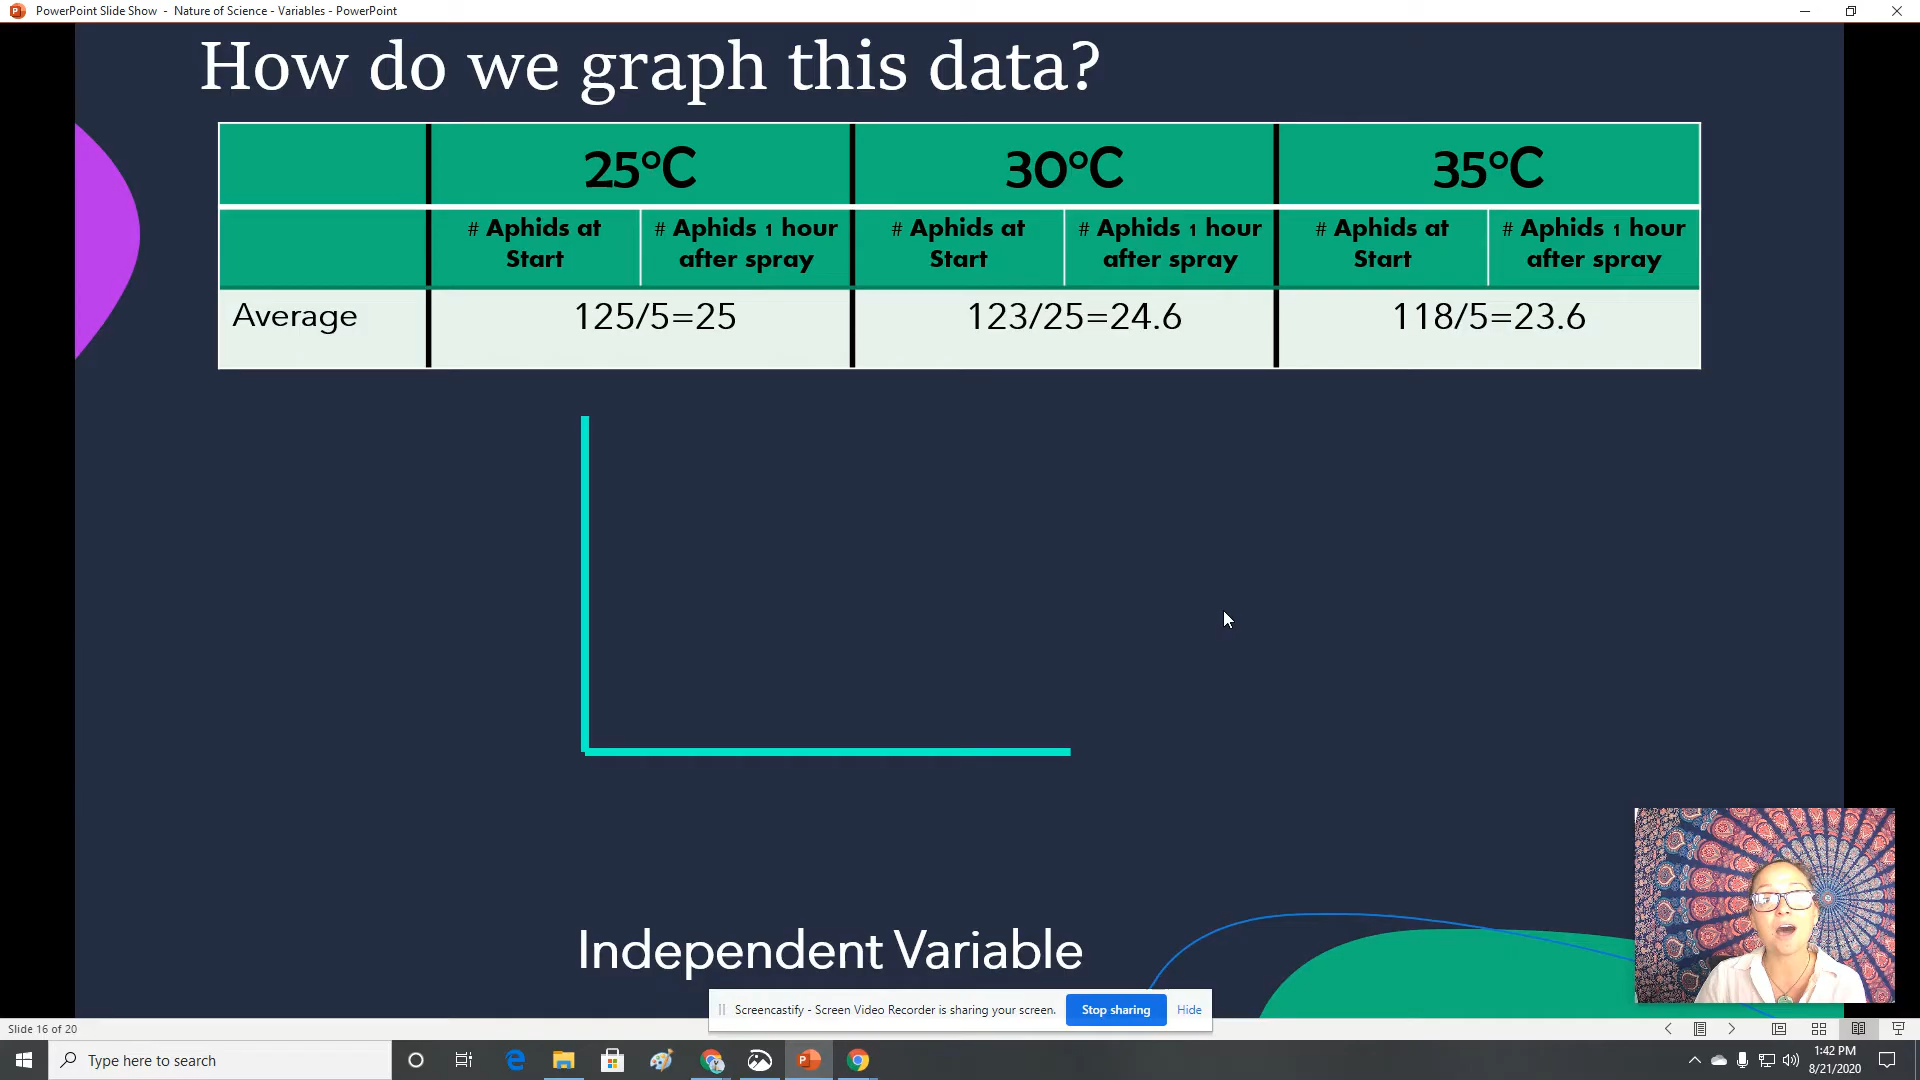 PowerPoint Slide Show - Nature of Science - Variables - PowerPoint
How do we graph this data?
25°C 30°C 35°C
# Aphids at Start # Aphids 1 hour after spray # Aphids at Start # Aphids 1 hour after spray # Aphids at Start # Aphids 1 hour after spray
Average 125/5=25 123/25=24.6 118/5=23.6
Independent Variable
Screencastify - Screen Video Recorder is sharing your screen. Stop sharing Hide
Slide 16 of 20
Type here to search
1:42 PM
8/21/2020